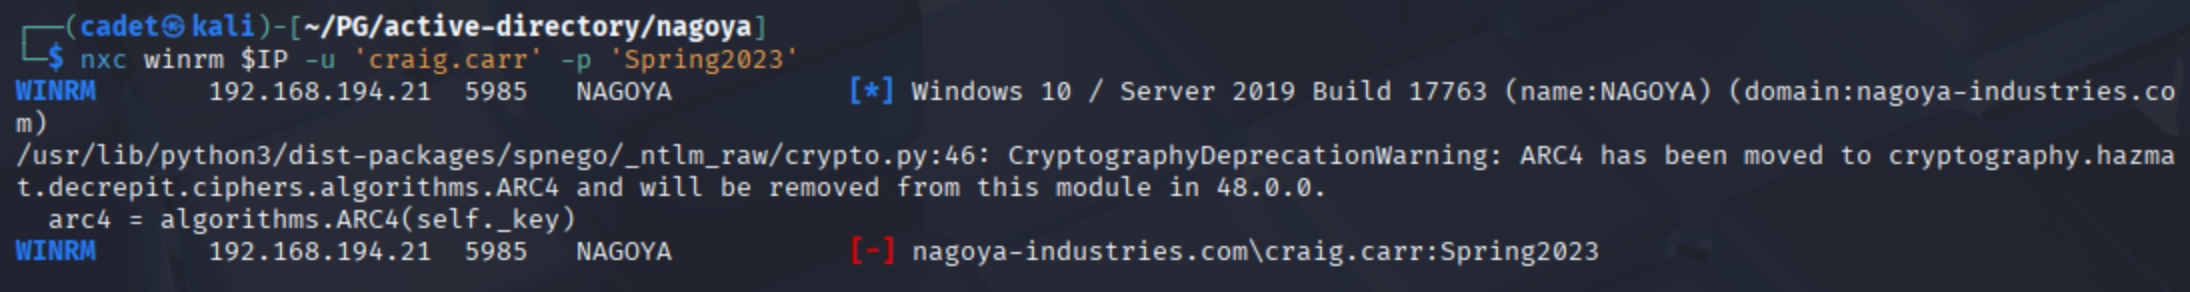 ┌──(cadet㉿kali)-[~/PG/active-directory/nagoya]
└─$ nxc winrm $IP -u 'craig.carr' -p 'Spring2023'
WINRM       192.168.194.21  5985   NAGOYA           [*] Windows 10 / Server 2019 Build 17763 (name:NAGOYA) (domain:nagoya-industries.co
m)
/usr/lib/python3/dist-packages/spnego/_ntlm_raw/crypto.py:46: CryptographyDeprecationWarning: ARC4 has been moved to cryptography.hazma
t.decrepit.ciphers.algorithms.ARC4 and will be removed from this module in 48.0.0.
  arc4 = algorithms.ARC4(self._key)
WINRM       192.168.194.21  5985   NAGOYA           [-] nagoya-industries.com\craig.carr:Spring2023